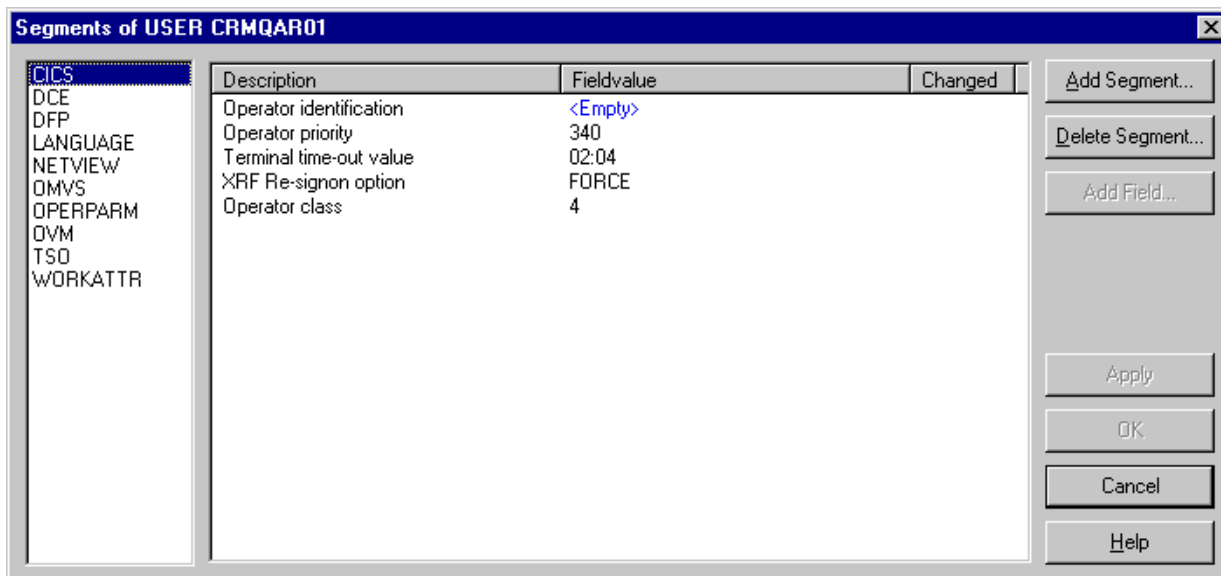 Segments of USER CRMQAR01
CICS
DCE
DFP
LANGUAGE
NETVIEW
OMVS
OPERPARM
OVM
TSO
WORKATTR
Description Fieldvalue Changed
Operator identification <Empty>
Operator priority 340
Terminal time-out value 02:04
XRF Re-signon option FORCE
Operator class 4
Add Segment...
Delete Segment...
Add Field...
Apply
OK
Cancel
Help